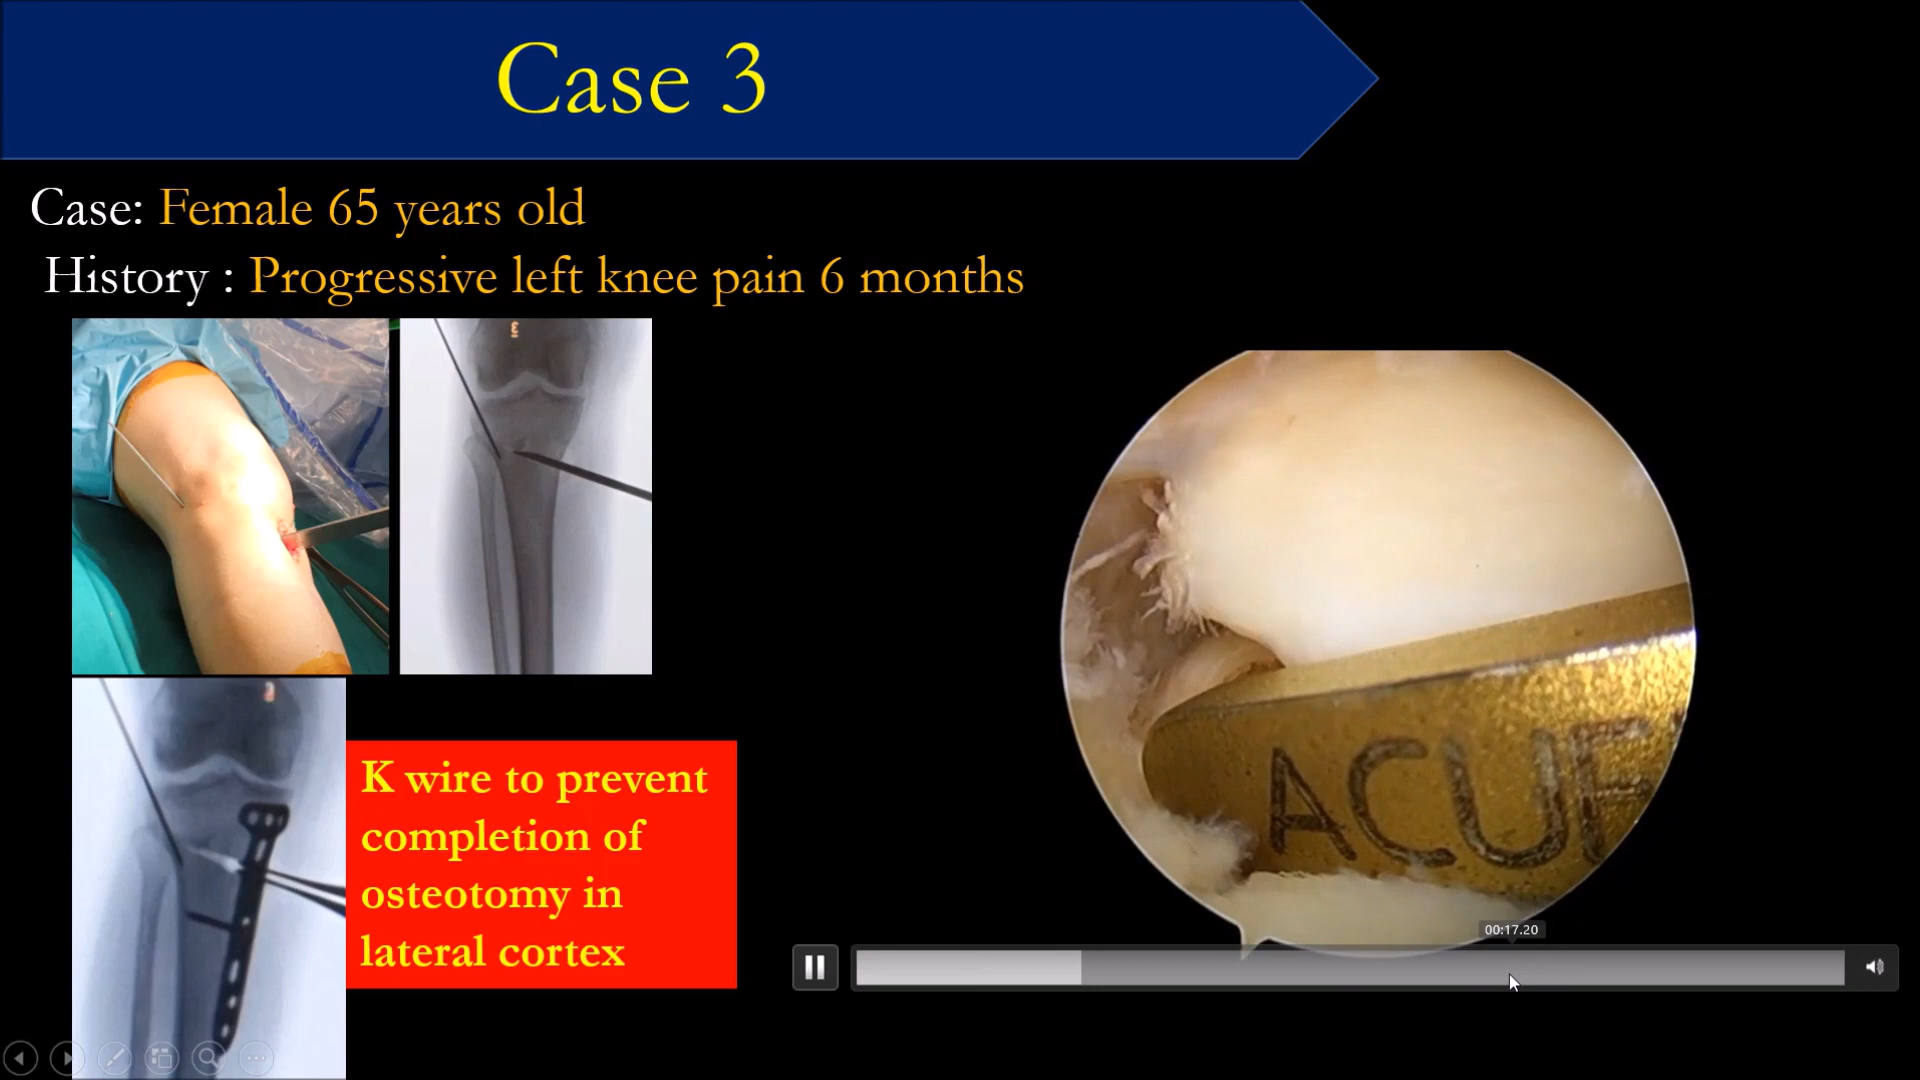 Case 3
Case: Female 65 years old
History : Progressive left knee pain 6 months
K wire to prevent
completion of
osteotomy in
lateral cortex
ACUF
00:17.20